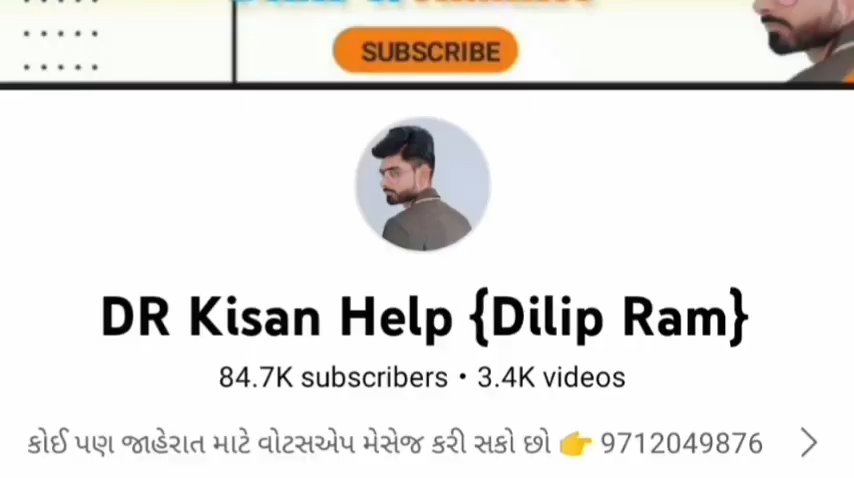 SUBSCRIBE
DR Kisan Help {Dilip Ram}
84.7K subscribers • 3.4K videos
કોઈ પણ જાહેરાત માટે વોટસએપ મેસેજ કરી સકો છો 👉 9712049876